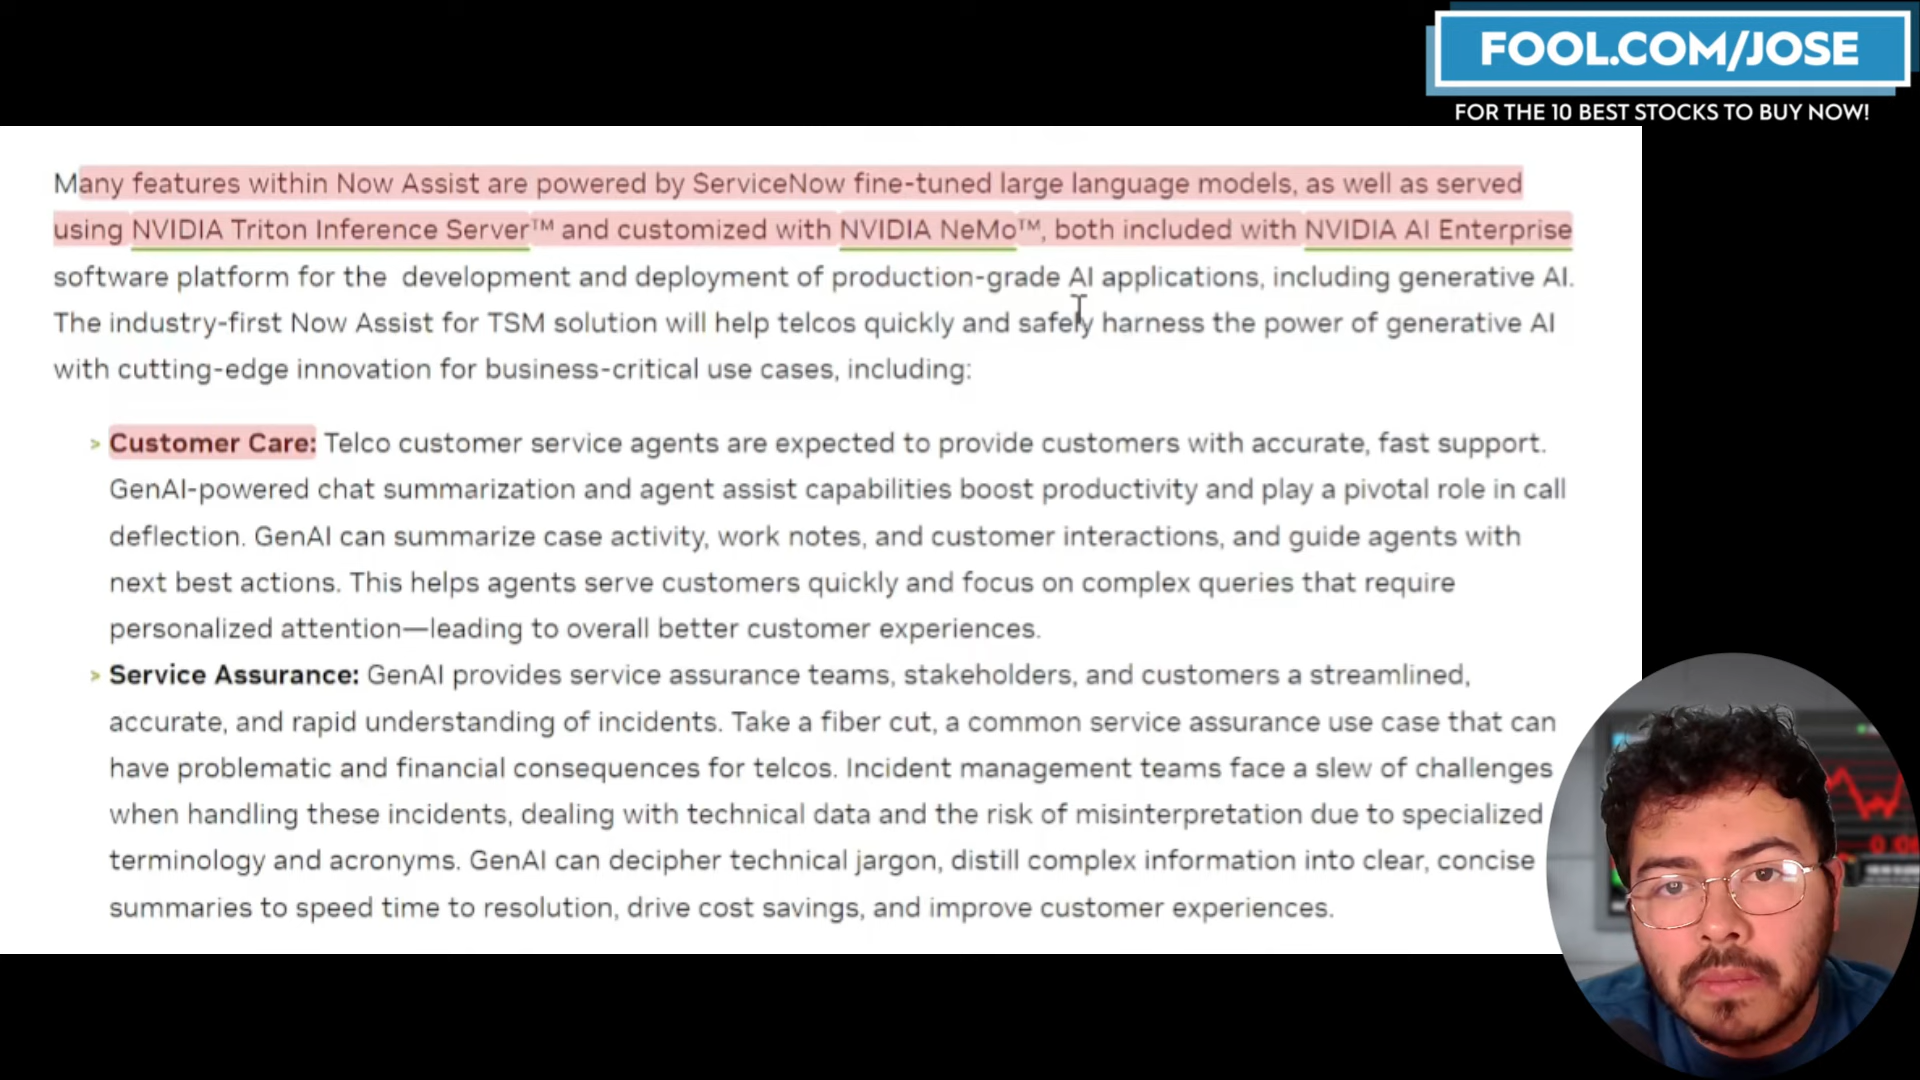 FOOL.COM/JOSE
FOR THE 10 BEST STOCKS TO BUY NOW!
Many features within Now Assist are powered by ServiceNow fine-tuned large language models, as well as served
using NVIDIA Triton Inference Server™ and customized with NVIDIA NeMo™, both included with NVIDIA AI Enterprise
software platform for the development and deployment of production-grade AI applications, including generative AI.
The industry-first Now Assist for TSM solution will help telcos quickly and safely harness the power of generative AI
with cutting-edge innovation for business-critical use cases, including:
> Customer Care: Telco customer service agents are expected to provide customers with accurate, fast support.
GenAI-powered chat summarization and agent assist capabilities boost productivity and play a pivotal role in call
deflection. GenAI can summarize case activity, work notes, and customer interactions, and guide agents with
next best actions. This helps agents serve customers quickly and focus on complex queries that require
personalized attention—leading to overall better customer experiences.
> Service Assurance: GenAI provides service assurance teams, stakeholders, and customers a streamlined,
accurate, and rapid understanding of incidents. Take a fiber cut, a common service assurance use case that can
have problematic and financial consequences for telcos. Incident management teams face a slew of challenges
when handling these incidents, dealing with technical data and the risk of misinterpretation due to specialized
terminology and acronyms. GenAI can decipher technical jargon, distill complex information into clear, concise
summaries to speed time to resolution, drive cost savings, and improve customer experiences.